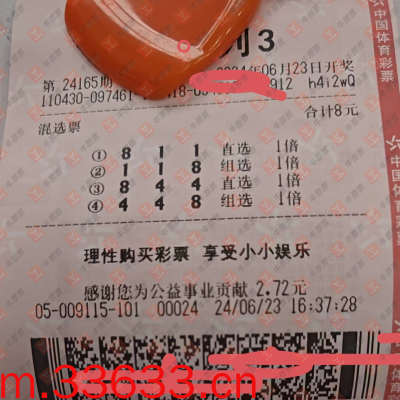 列3
第 24165期 2024年06月23日开奖
110430-097461- 912 h4i2wQ
合计8元
混选票
① 8 1 1 直选 1倍
② 1 1 8 组选 1倍
③ 8 4 4 直选 1倍
④ 4 4 8 组选 1倍
理性购买彩票 享受小小娱乐
感谢您为公益事业贡献 2.72元
05-009115-101 00024 24/06/23 16:37:28
m.33633.cn
中国体育彩票